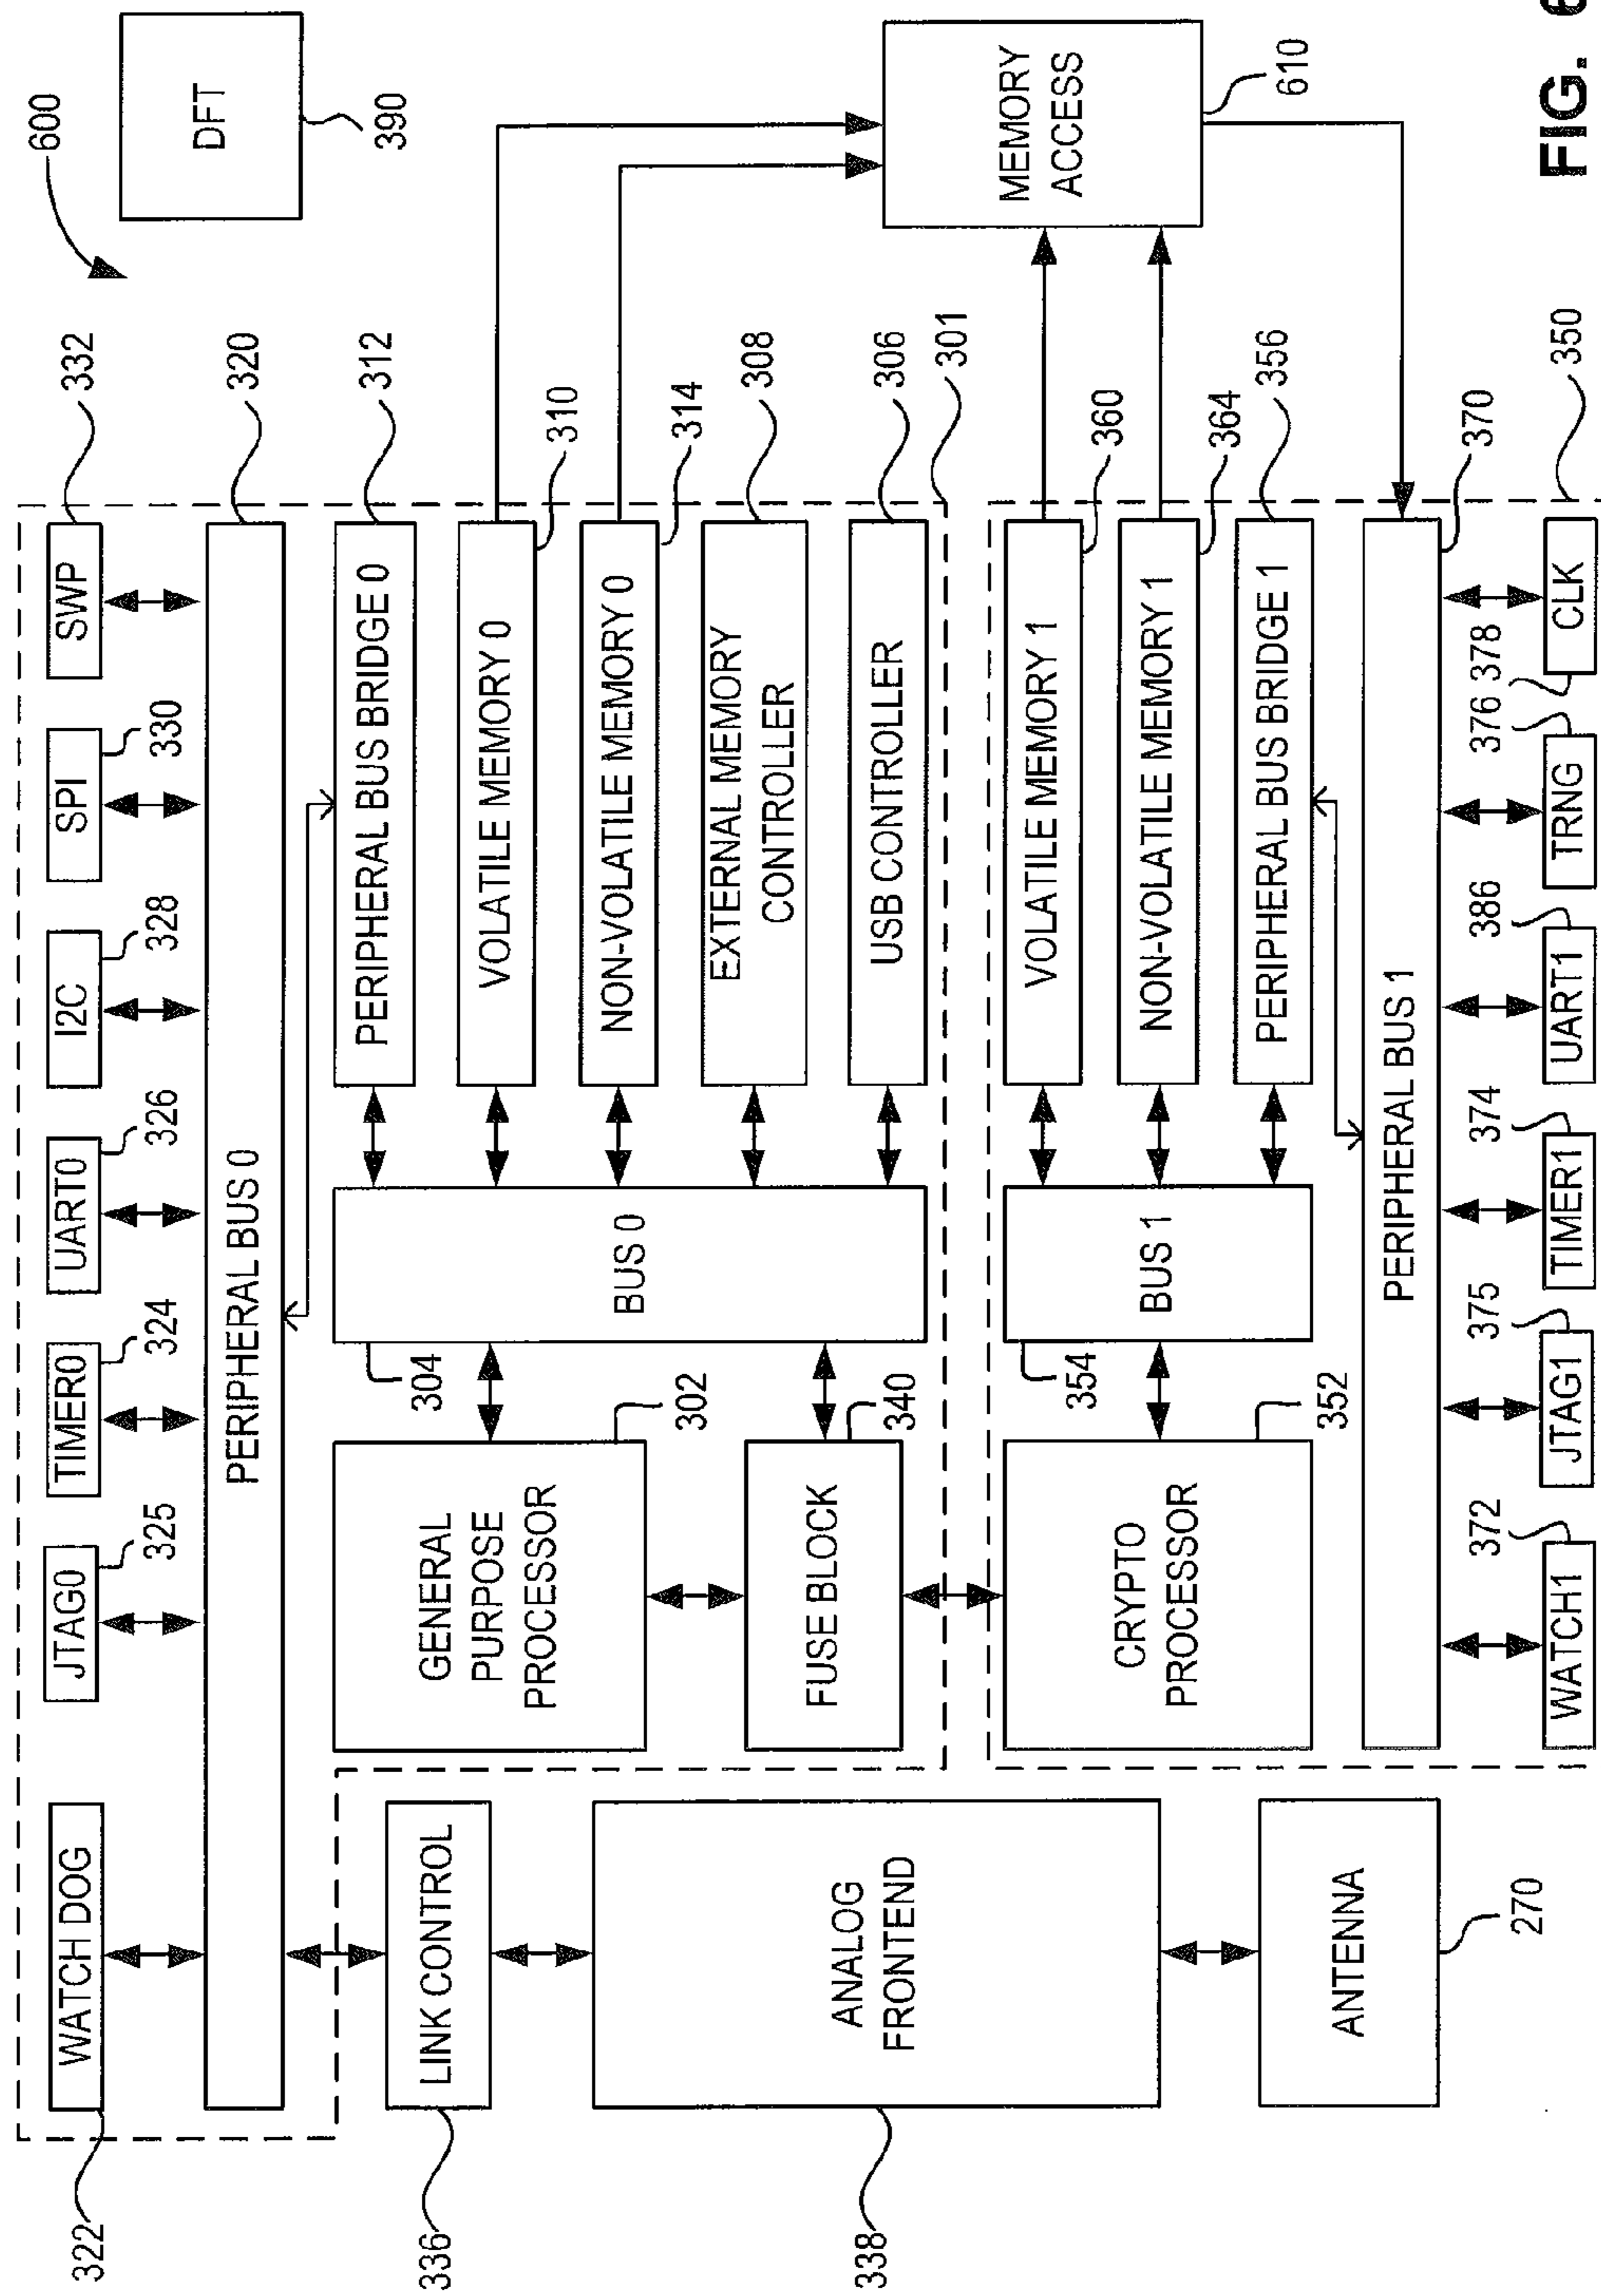 600
DFT
390
WATCH DOG
322
JTAG0
325
TIMER0
324
UART0
326
I2C
328
SPI
330
SWP
332
PERIPHERAL BUS 0
320
LINK CONTROL
336
GENERAL
PURPOSE
PROCESSOR
302
BUS 0
304
PERIPHERAL BUS BRIDGE 0
312
VOLATILE MEMORY 0
310
NON-VOLATILE MEMORY 0
314
EXTERNAL MEMORY
CONTROLLER
308
USB CONTROLLER
306
301
FUSE BLOCK
340
ANALOG
FRONTEND
338
MEMORY
ACCESS
610
CRYPTO
PROCESSOR
352
BUS 1
354
VOLATILE MEMORY 1
360
NON-VOLATILE MEMORY 1
364
PERIPHERAL BUS BRIDGE 1
356
ANTENNA
270
PERIPHERAL BUS 1
370
WATCH1
372
JTAG1
375
TIMER1
374
UART1
386
TRNG
376
CLK
378
350
FIG. 6